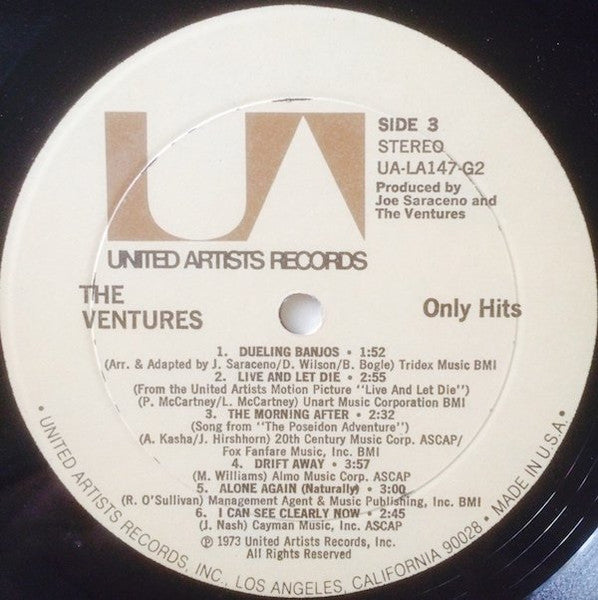 UA
SIDE 3
STEREO
UA-LA147-G2
Produced by
Joe Saraceno and
The Ventures
UNITED ARTISTS RECORDS
THE
VENTURES
Only Hits
1. DUELING BANJOS • 1:52
(Arr. & Adapted by J. Saraceno/D. Wilson/B. Bogle) Tridex Music BMI
2. LIVE AND LET DIE • 2:55
(From the United Artists Motion Picture "Live And Let Die")
(P. McCartney/L. McCartney) Unart Music Corporation BMI
3. THE MORNING AFTER • 2:32
(Song from "The Poseidon Adventure")
(A. Kasha/J. Hirshhorn) 20th Century Music Corp. ASCAP/
Fox Fanfare Music, Inc. BMI
4. DRIFT AWAY • 3:57
(M. Williams) Almo Music Corp. ASCAP
5. ALONE AGAIN (Naturally) • 3:00
(R. O'Sullivan) Management Agent & Music Publishing, Inc. BMI
6. I CAN SEE CLEARLY NOW • 2:45
(J. Nash) Cayman Music, Inc. ASCAP
℗ 1973 United Artists Records, Inc.
All Rights Reserved
• UNITED ARTISTS RECORDS, INC., LOS ANGELES, CALIFORNIA 90028 • MADE IN U.S.A. •